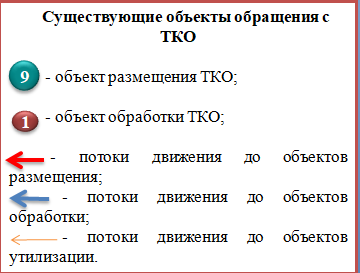 Существующие объекты обращения с
ТКО
9 - объект размещения ТКО;
1 - объект обработки ТКО;
- потоки движения до объектов
размещения;
- потоки движения до объектов
обработки;
- потоки движения до объектов
утилизации.